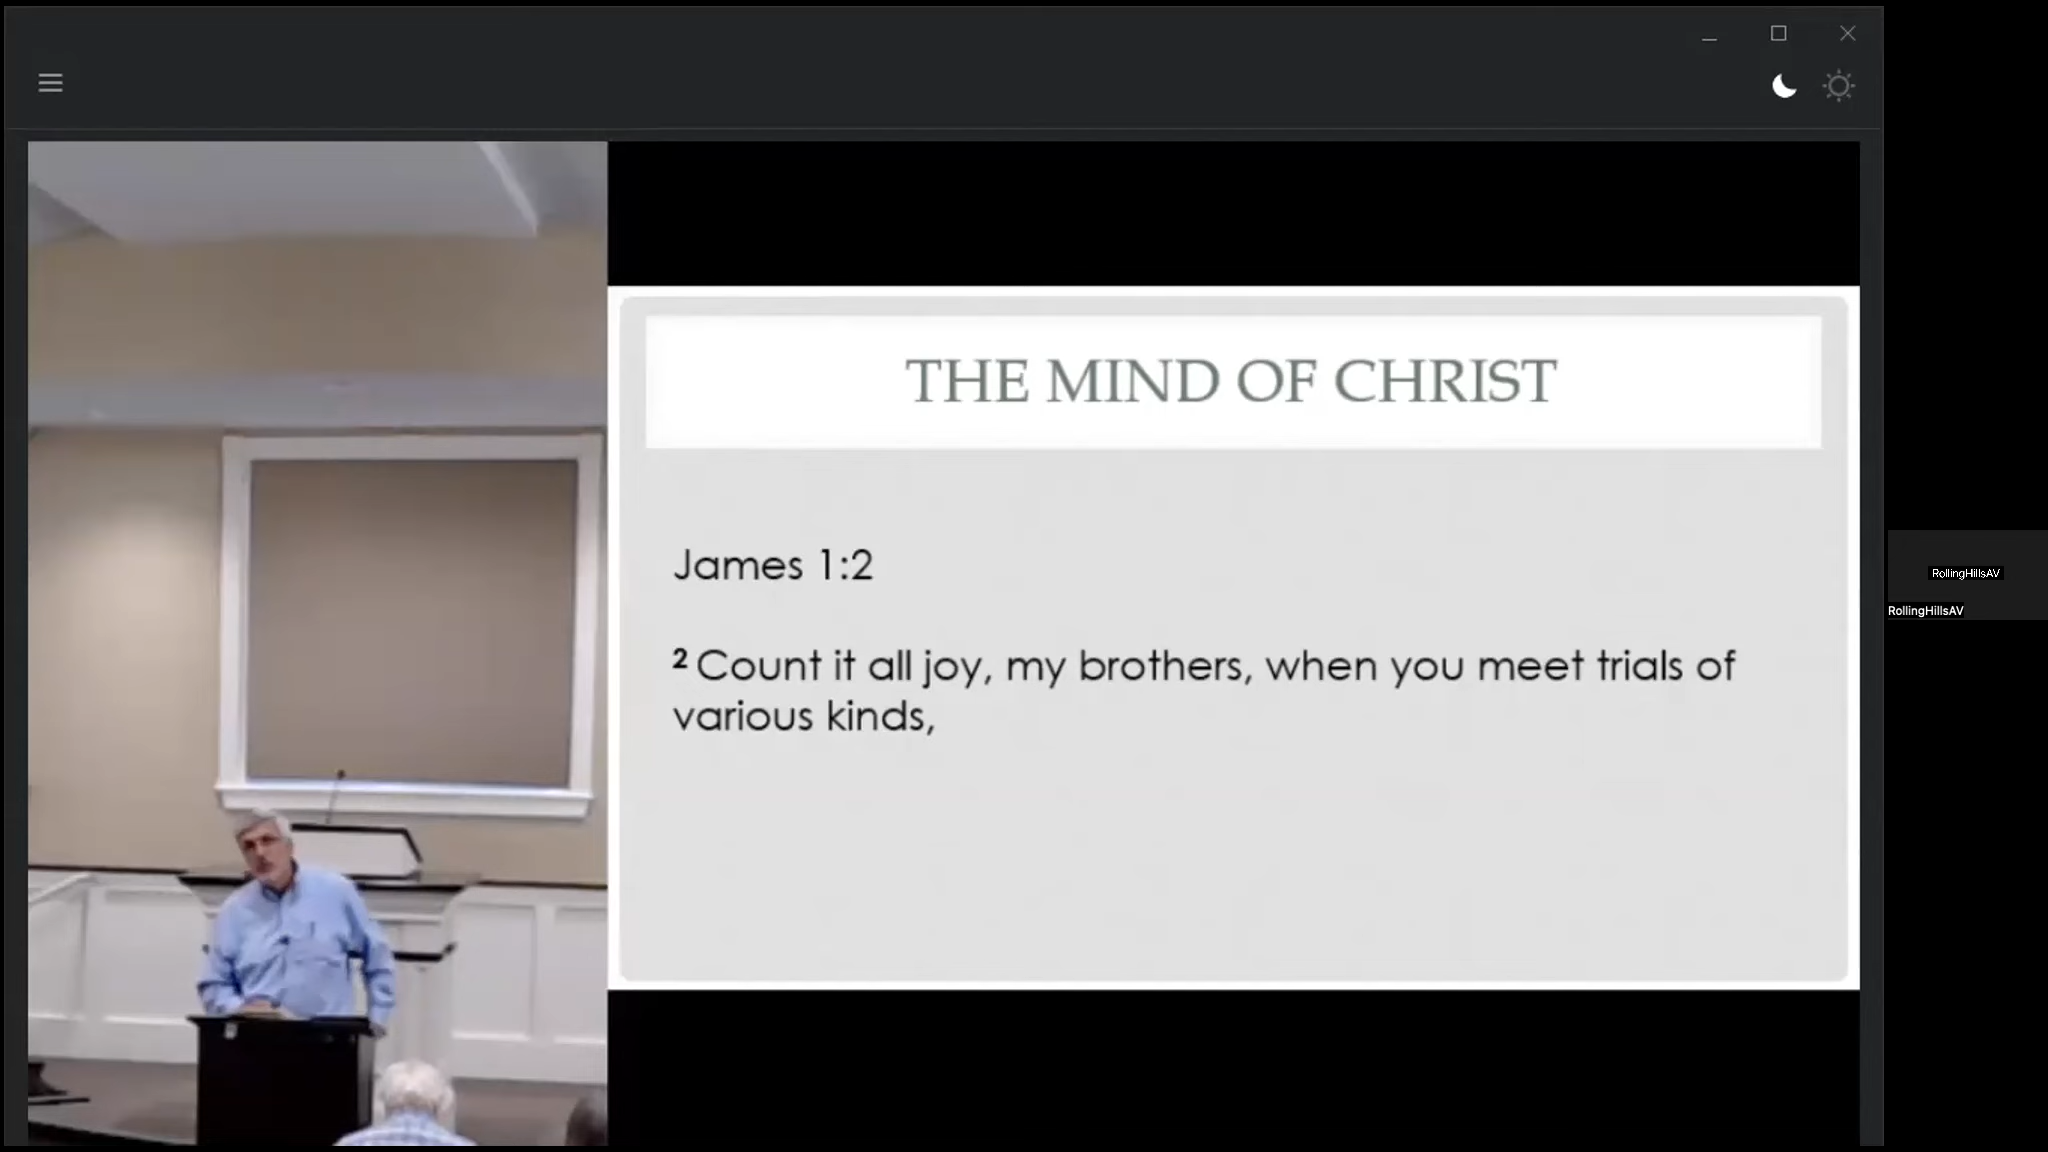 THE MIND OF CHRIST
James 1:2
2 Count it all joy, my brothers, when you meet trials of
various kinds,
RollingHillsAV
RollingHillsAV